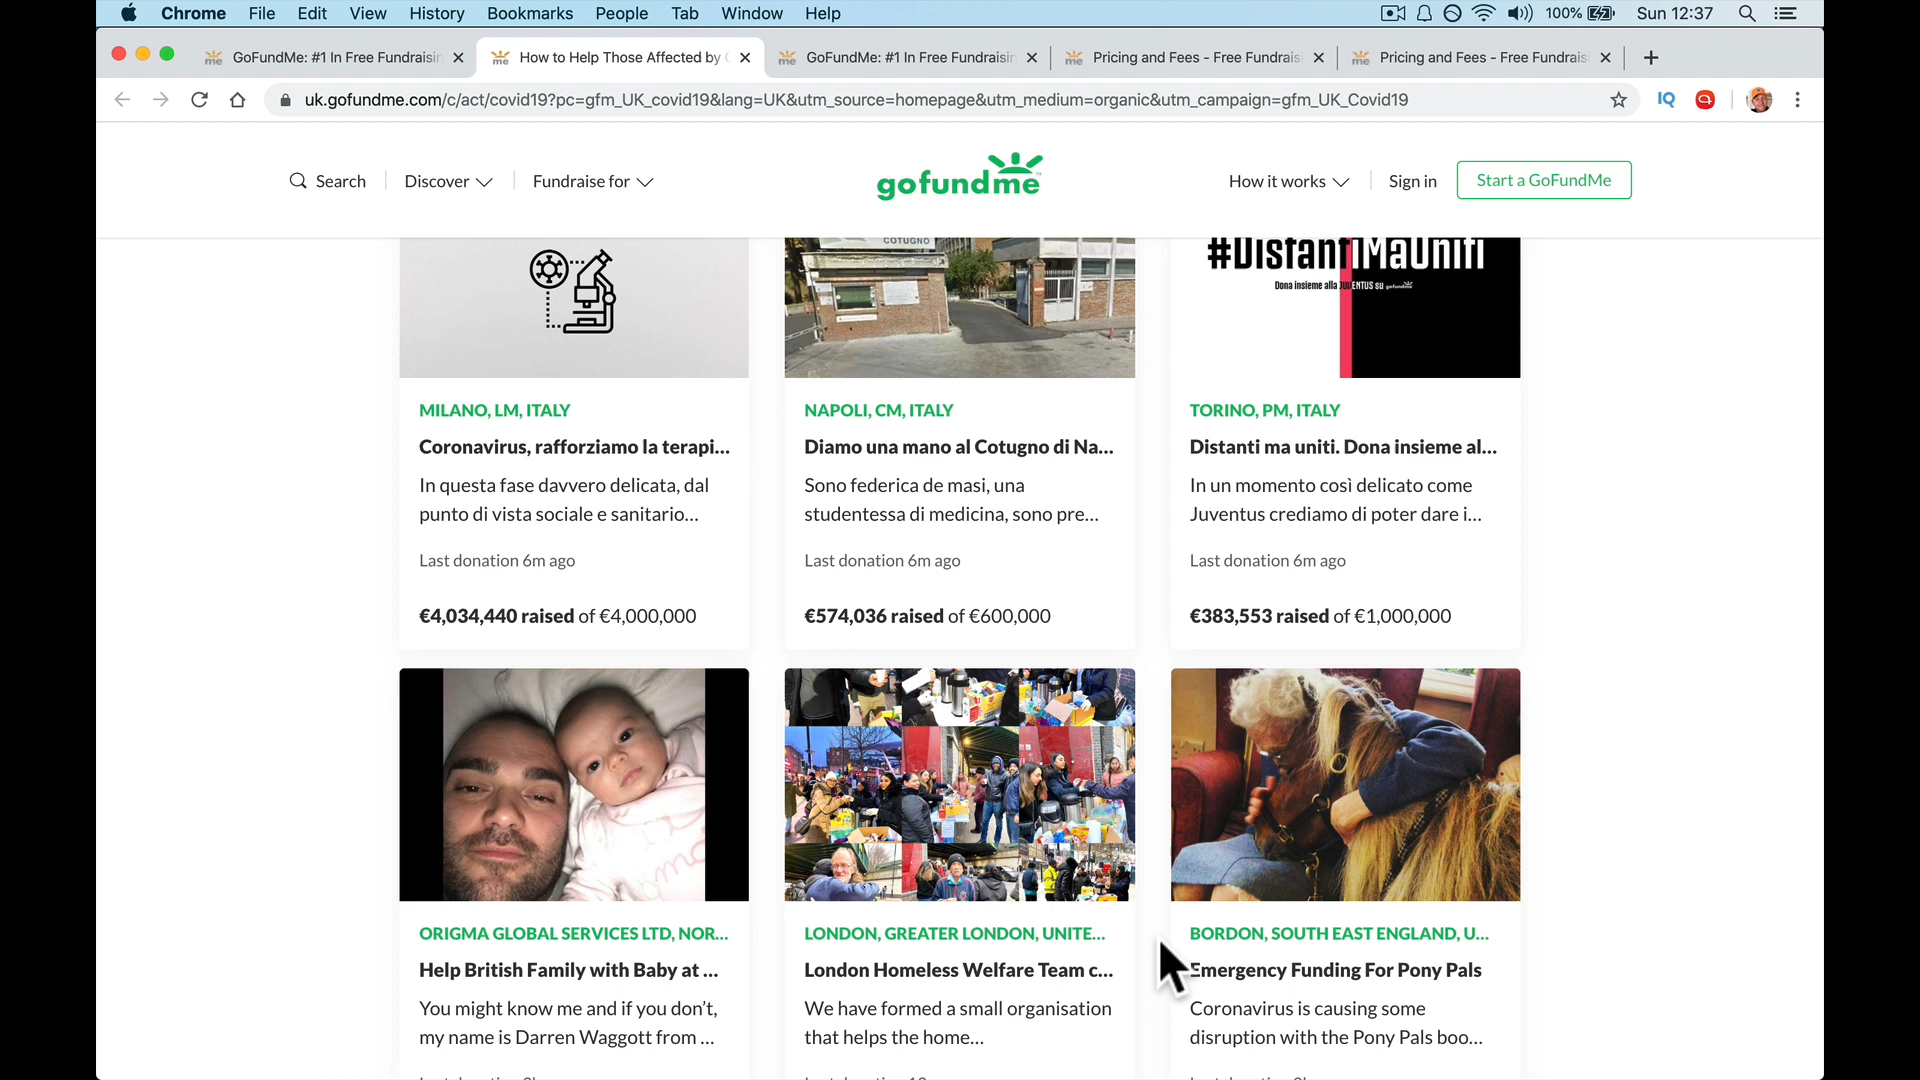 Chrome File Edit View History Bookmarks People Tab Window Help 100% Sun 12:37
GoFundMe: #1 In Free Fundraisin How to Help Those Affected by GoFundMe: #1 In Free Fundraisin Pricing and Fees - Free Fundrais Pricing and Fees - Free Fundrais
uk.gofundme.com/c/act/covid19?pc=gfm_UK_covid19&lang=UK&utm_source=homepage&utm_medium=organic&utm_campaign=gfm_UK_Covid19 IQ
Search Discover Fundraise for gofundme How it works Sign in Start a GoFundMe
COTUGNO
#DistantiMaUniti
Dona insieme alla JUVENTUS su gofundme
MILANO, LM, ITALY
Coronavirus, rafforziamo la terapi...
In questa fase davvero delicata, dal
punto di vista sociale e sanitario...
Last donation 6m ago
€4,034,440 raised of €4,000,000
NAPOLI, CM, ITALY
Diamo una mano al Cotugno di Na...
Sono federica de masi, una
studentessa di medicina, sono pre...
Last donation 6m ago
€574,036 raised of €600,000
TORINO, PM, ITALY
Distanti ma uniti. Dona insieme al...
In un momento così delicato come
Juventus crediamo di poter dare i...
Last donation 6m ago
€383,553 raised of €1,000,000
ORIGMA GLOBAL SERVICES LTD, NOR...
Help British Family with Baby at ...
You might know me and if you don't,
my name is Darren Waggott from ...
LONDON, GREATER LONDON, UNITE...
London Homeless Welfare Team c...
We have formed a small organisation
that helps the home...
BORDON, SOUTH EAST ENGLAND, U...
Emergency Funding For Pony Pals
Coronavirus is causing some
disruption with the Pony Pals boo...